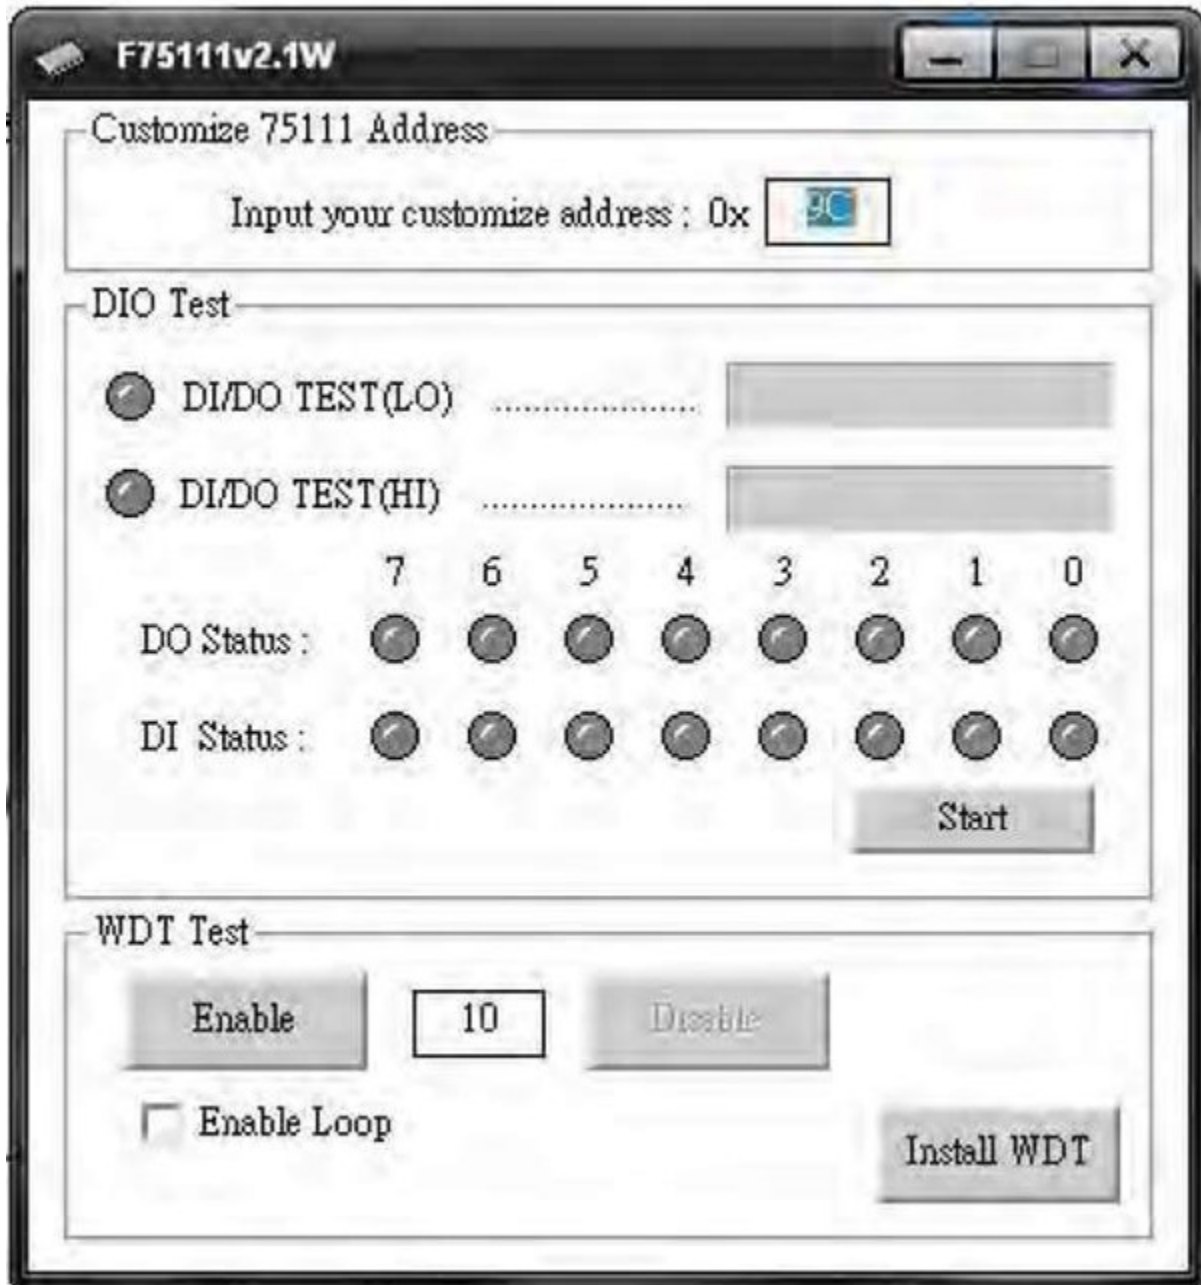 F75111v2.1W
Customize 75111 Address
Input your customize address : 0x 9C
DIO Test
DI/DO TEST(LO) ......................
DI/DO TEST(HI) ......................
7 6 5 4 3 2 1 0
DO Status :
DI Status :
Start
WDT Test
Enable 10 Disable
Enable Loop
Install WDT